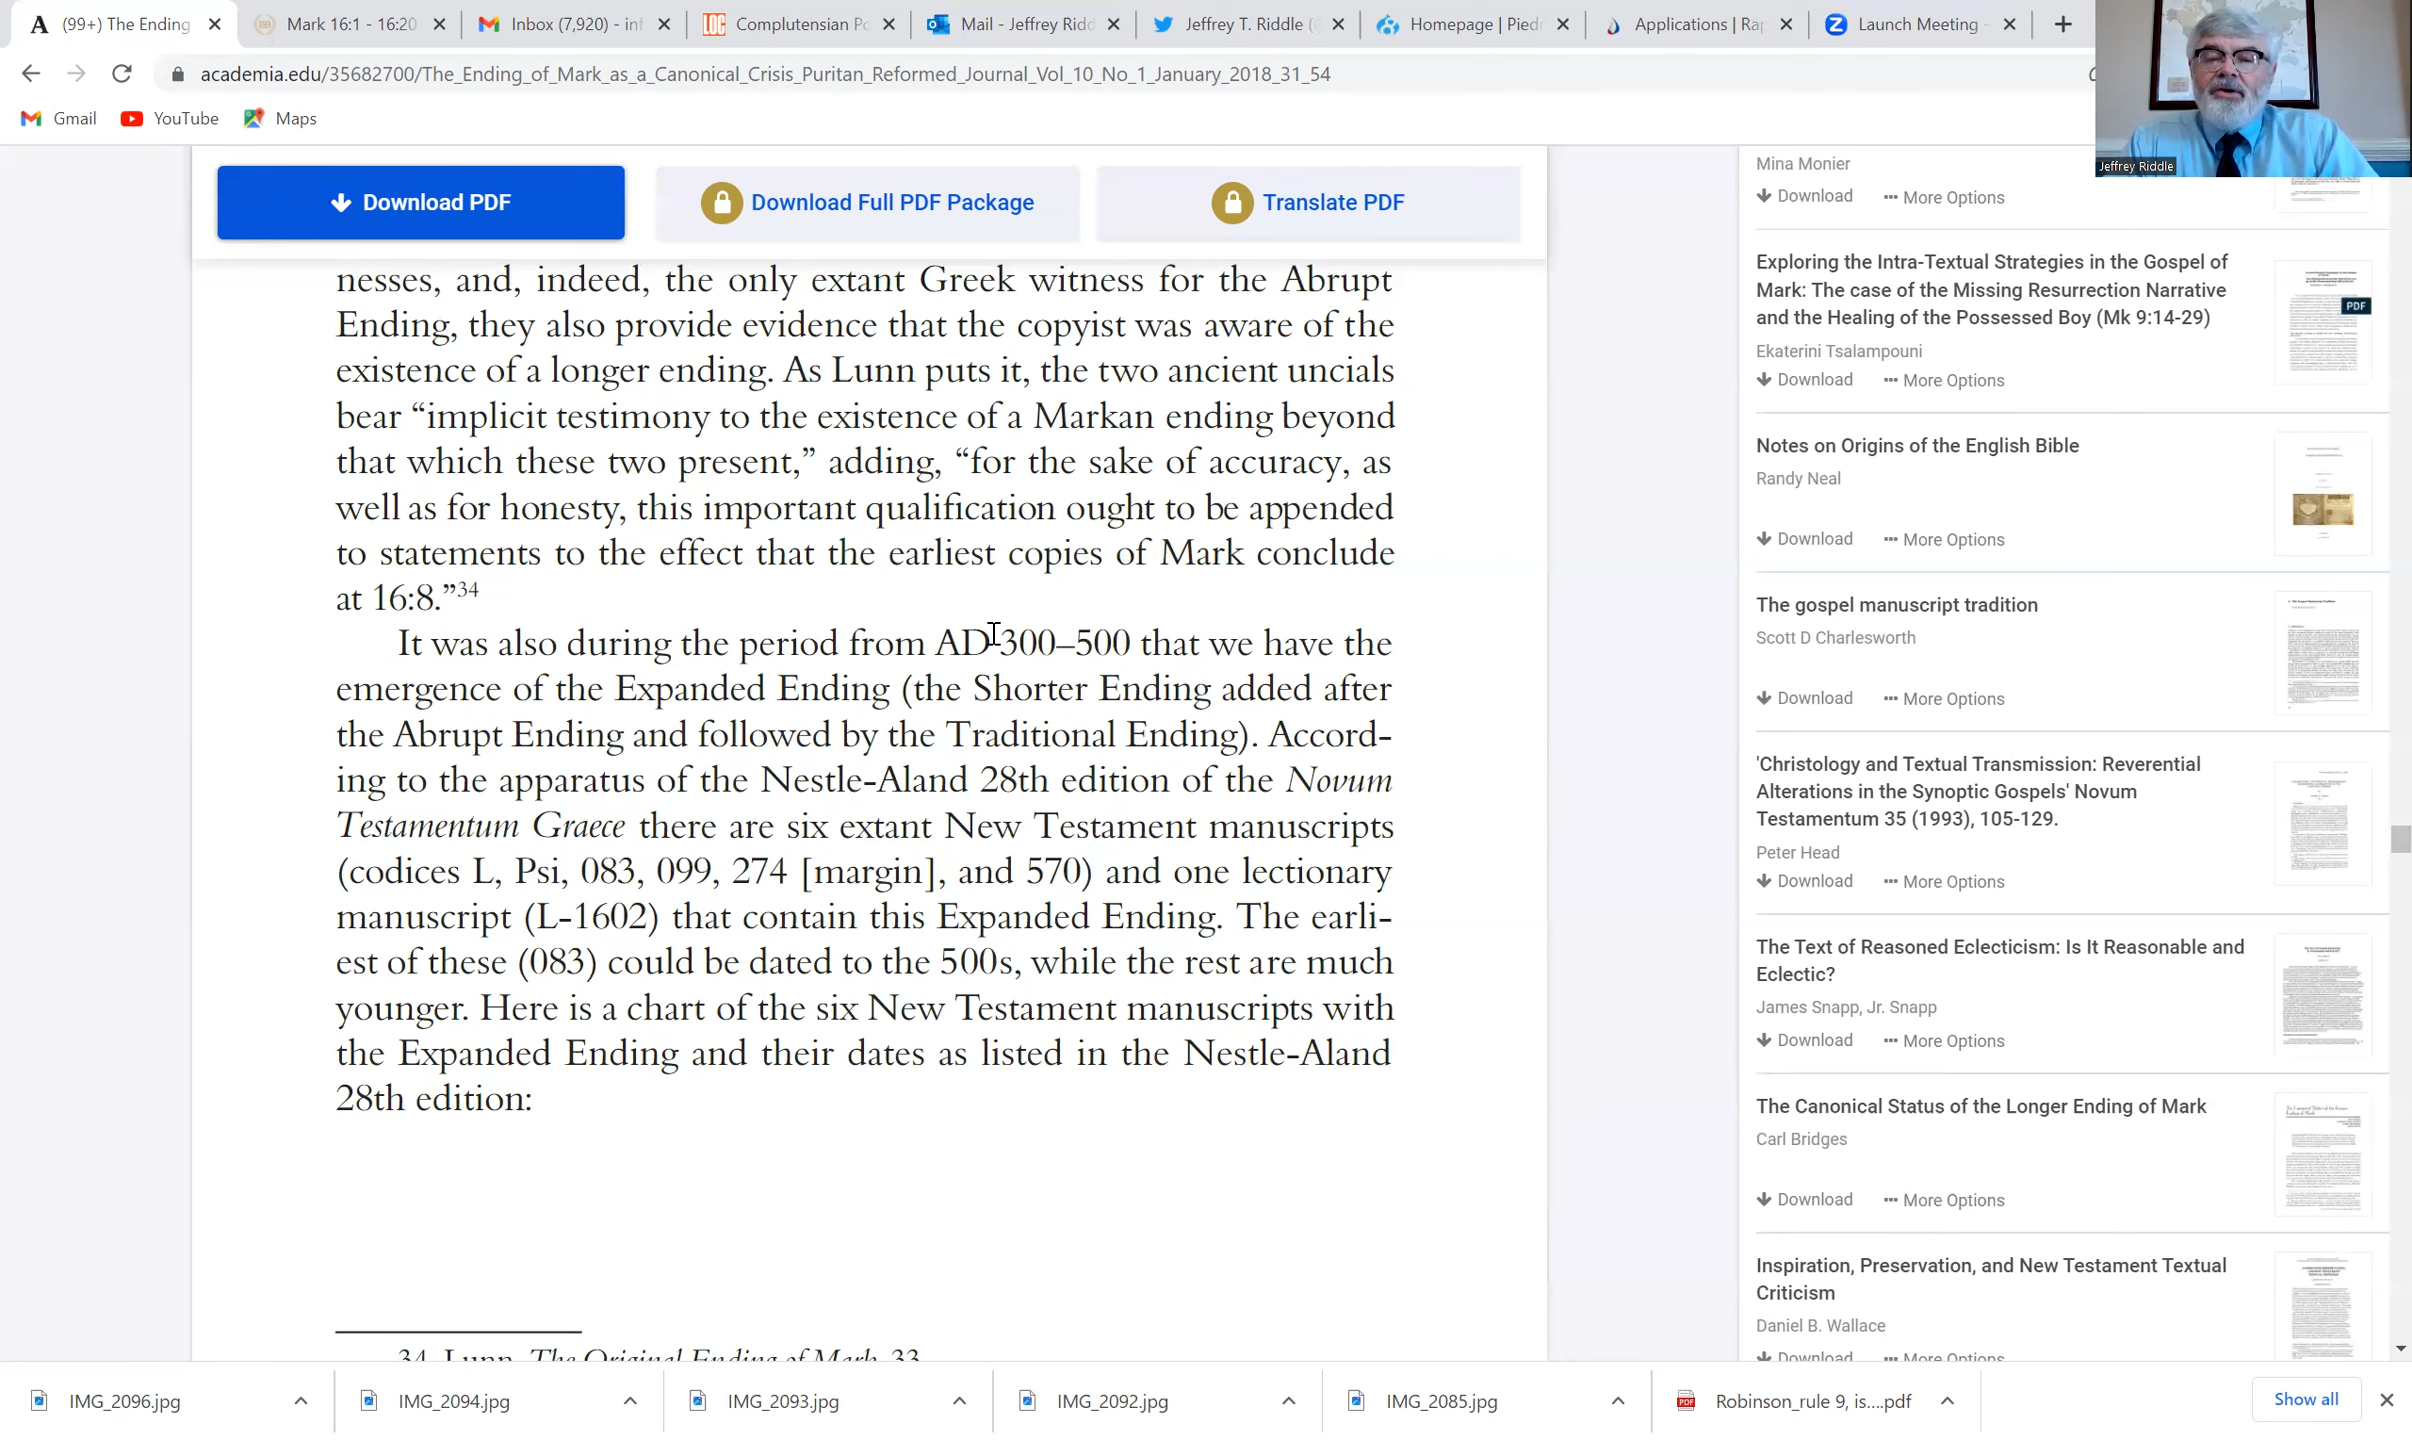 (99+) The Ending
Mark 16:1 - 16:20
Inbox (7,920) - inf
LOC
Complutensian Po
Mail - Jeffrey Ridd
Jeffrey T. Riddle (
Homepage | Pied
Applications | Rap
Launch Meeting -
academia.edu/35682700/The_Ending_of_Mark_as_a_Canonical_Crisis_Puritan_Reformed_Journal_Vol_10_No_1_January_2018_31_54
Gmail
YouTube
Maps
Jeffrey Riddle
Download PDF
Download Full PDF Package
Translate PDF
nesses, and, indeed, the only extant Greek witness for the Abrupt
Ending, they also provide evidence that the copyist was aware of the
existence of a longer ending. As Lunn puts it, the two ancient uncials
bear “implicit testimony to the existence of a Markan ending beyond
that which these two present,” adding, “for the sake of accuracy, as
well as for honesty, this important qualification ought to be appended
to statements to the effect that the earliest copies of Mark conclude
at 16:8.”34
It was also during the period from AD 300–500 that we have the
emergence of the Expanded Ending (the Shorter Ending added after
the Abrupt Ending and followed by the Traditional Ending). Accord-
ing to the apparatus of the Nestle-Aland 28th edition of the Novum
Testamentum Graece there are six extant New Testament manuscripts
(codices L, Psi, 083, 099, 274 [margin], and 570) and one lectionary
manuscript (L-1602) that contain this Expanded Ending. The earli-
est of these (083) could be dated to the 500s, while the rest are much
younger. Here is a chart of the six New Testament manuscripts with
the Expanded Ending and their dates as listed in the Nestle-Aland
28th edition:
34. Lunn, The Original Ending of Mark, 33.
Mina Monier
Download
More Options
Exploring the Intra-Textual Strategies in the Gospel of
Mark: The case of the Missing Resurrection Narrative
and the Healing of the Possessed Boy (Mk 9:14-29)
PDF
Ekaterini Tsalampouni
Download
More Options
Notes on Origins of the English Bible
Randy Neal
Download
More Options
The gospel manuscript tradition
Scott D Charlesworth
Download
More Options
'Christology and Textual Transmission: Reverential
Alterations in the Synoptic Gospels' Novum
Testamentum 35 (1993), 105-129.
Peter Head
Download
More Options
The Text of Reasoned Eclecticism: Is It Reasonable and
Eclectic?
James Snapp, Jr. Snapp
Download
More Options
The Canonical Status of the Longer Ending of Mark
Carl Bridges
Download
More Options
Inspiration, Preservation, and New Testament Textual
Criticism
Daniel B. Wallace
Download
More Options
IMG_2096.jpg
IMG_2094.jpg
IMG_2093.jpg
IMG_2092.jpg
IMG_2085.jpg
PDF
Robinson_rule 9, is....pdf
Show all